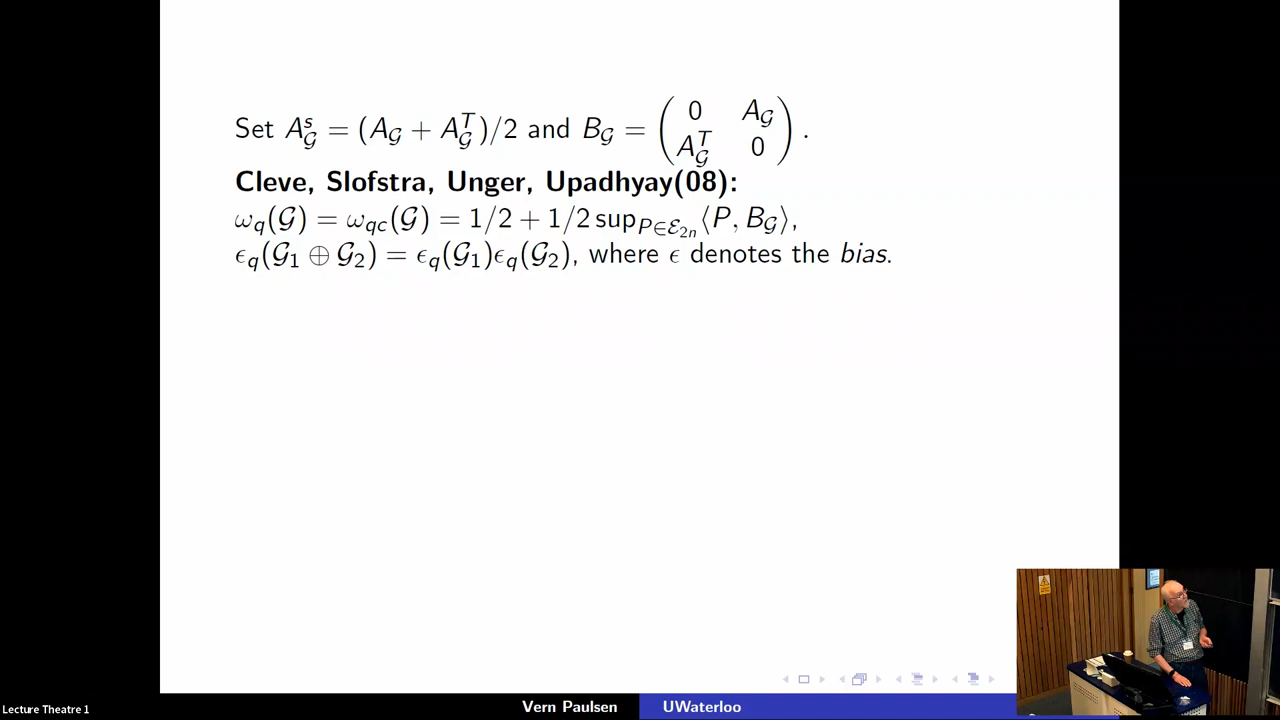 Set $A^s_{\mathcal{G}} = (A_{\mathcal{G}} + A^T_{\mathcal{G}})/2$ and $B_{\mathcal{G}} = \begin{pmatrix} 0 & A_{\mathcal{G}} \\ A^T_{\mathcal{G}} & 0 \end{pmatrix}$.
Cleve, Slofstra, Unger, Upadhyay(08):
$\omega_q(\mathcal{G}) = \omega_{qc}(\mathcal{G}) = 1/2 + 1/2 \sup_{P \in \mathcal{E}_{2n}} \langle P, B_{\mathcal{G}} \rangle$,
$\epsilon_q(\mathcal{G}_1 \oplus \mathcal{G}_2) = \epsilon_q(\mathcal{G}_1)\epsilon_q(\mathcal{G}_2)$, where $\epsilon$ denotes the bias.
Vern Paulsen UWaterloo
Lecture Theatre 1